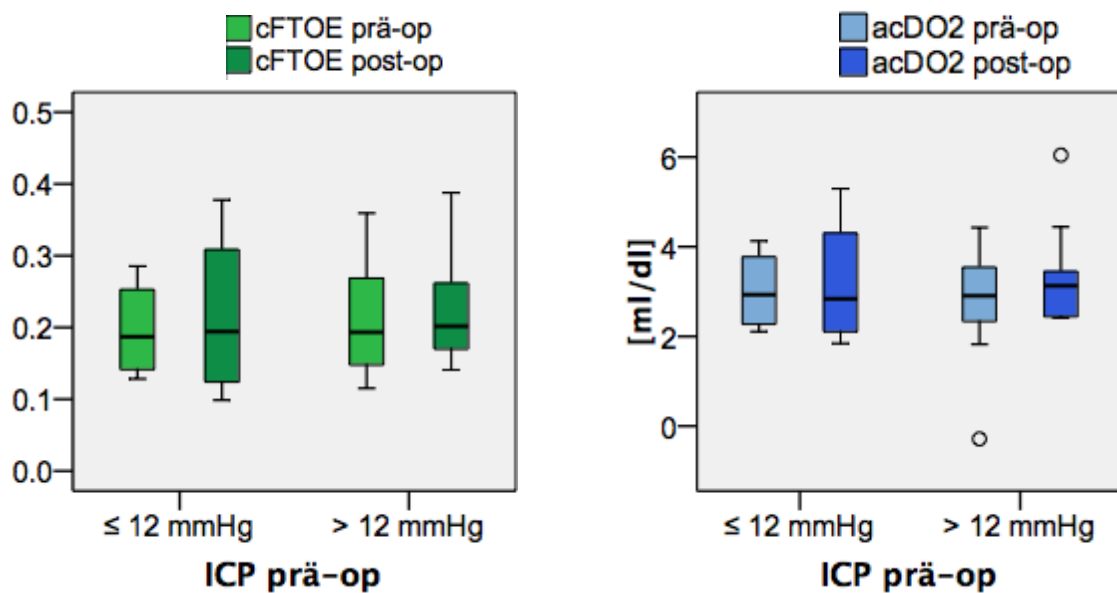 cFTOE prä-op
cFTOE post-op
0.5
0.4
0.3
0.2
0.1
0.0
≤ 12 mmHg
> 12 mmHg
ICP prä-op
acDO2 prä-op
acDO2 post-op
[ml/dl]
6
4
2
0
≤ 12 mmHg
> 12 mmHg
ICP prä-op